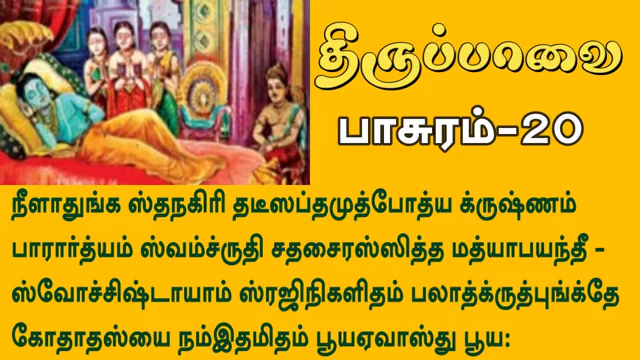 திருப்பாவை
பாசுரம்-20
நீளாதுங்க ஸ்தநகிரி தடீஸப்தமுத்போத்ய க்ருஷ்ணம்
பாரார்த்யம் ஸ்வம்ச்ருதி சதசைரஸ்ஸித்த மத்யாபயந்தீ -
ஸ்வோச்சிஷ்டாயாம் ஸ்ரஜிநிகளிதம் பலாத்க்ருத்புங்க்தே
கோதாதஸ்யை நம்இதமிதம் பூயஏவாஸ்து பூய: